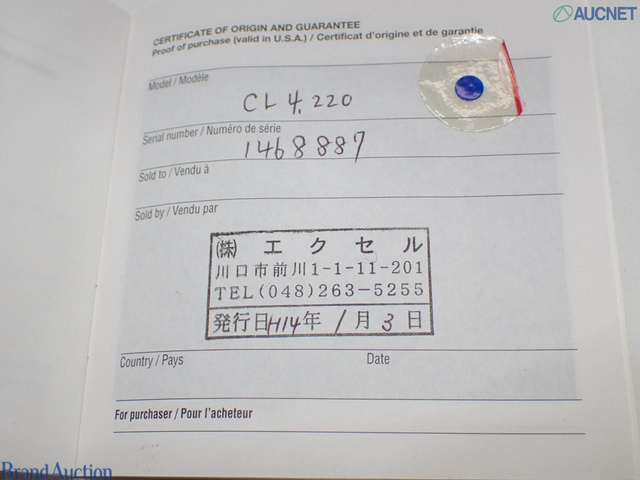 AUCNET
CERTIFICATE OF ORIGIN AND GUARANTEE
Proof of purchase (valid in U.S.A.) / Certificat d'origine et de garantie
Model / Modèle
CL 4.220
Serial number / Numéro de série
1468887
Sold to / Vendu à
Sold by / Vendu par
(株) エクセル
川口市前川1-1-11-201
TEL(048)263-5255
発行日H14年 1月 3日
Country / Pays Date
For purchaser / Pour l'acheteur
Brand Auction